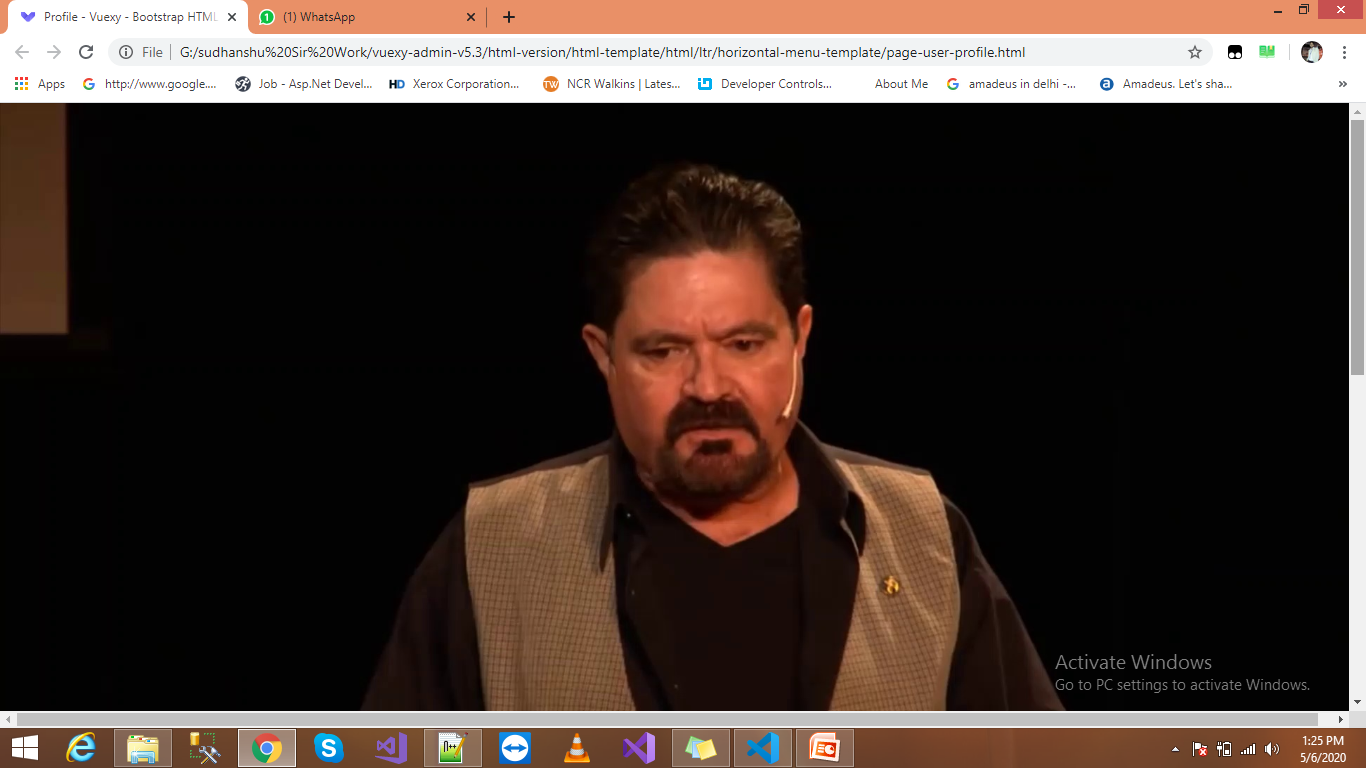 Profile - Vuexy - Bootstrap HTML
(1) WhatsApp
File G:/sudhanshu%20Sir%20Work/vuexy-admin-v5.3/html-version/html-template/html/ltr/horizontal-menu-template/page-user-profile.html
Apps http://www.google.... Job - Asp.Net Devel... HD Xerox Corporation... TW NCR Walkins | Lates... Developer Controls... About Me amadeus in delhi -... a Amadeus. Let's sha... »
Activate Windows
Go to PC settings to activate Windows.
1:25 PM
5/6/2020